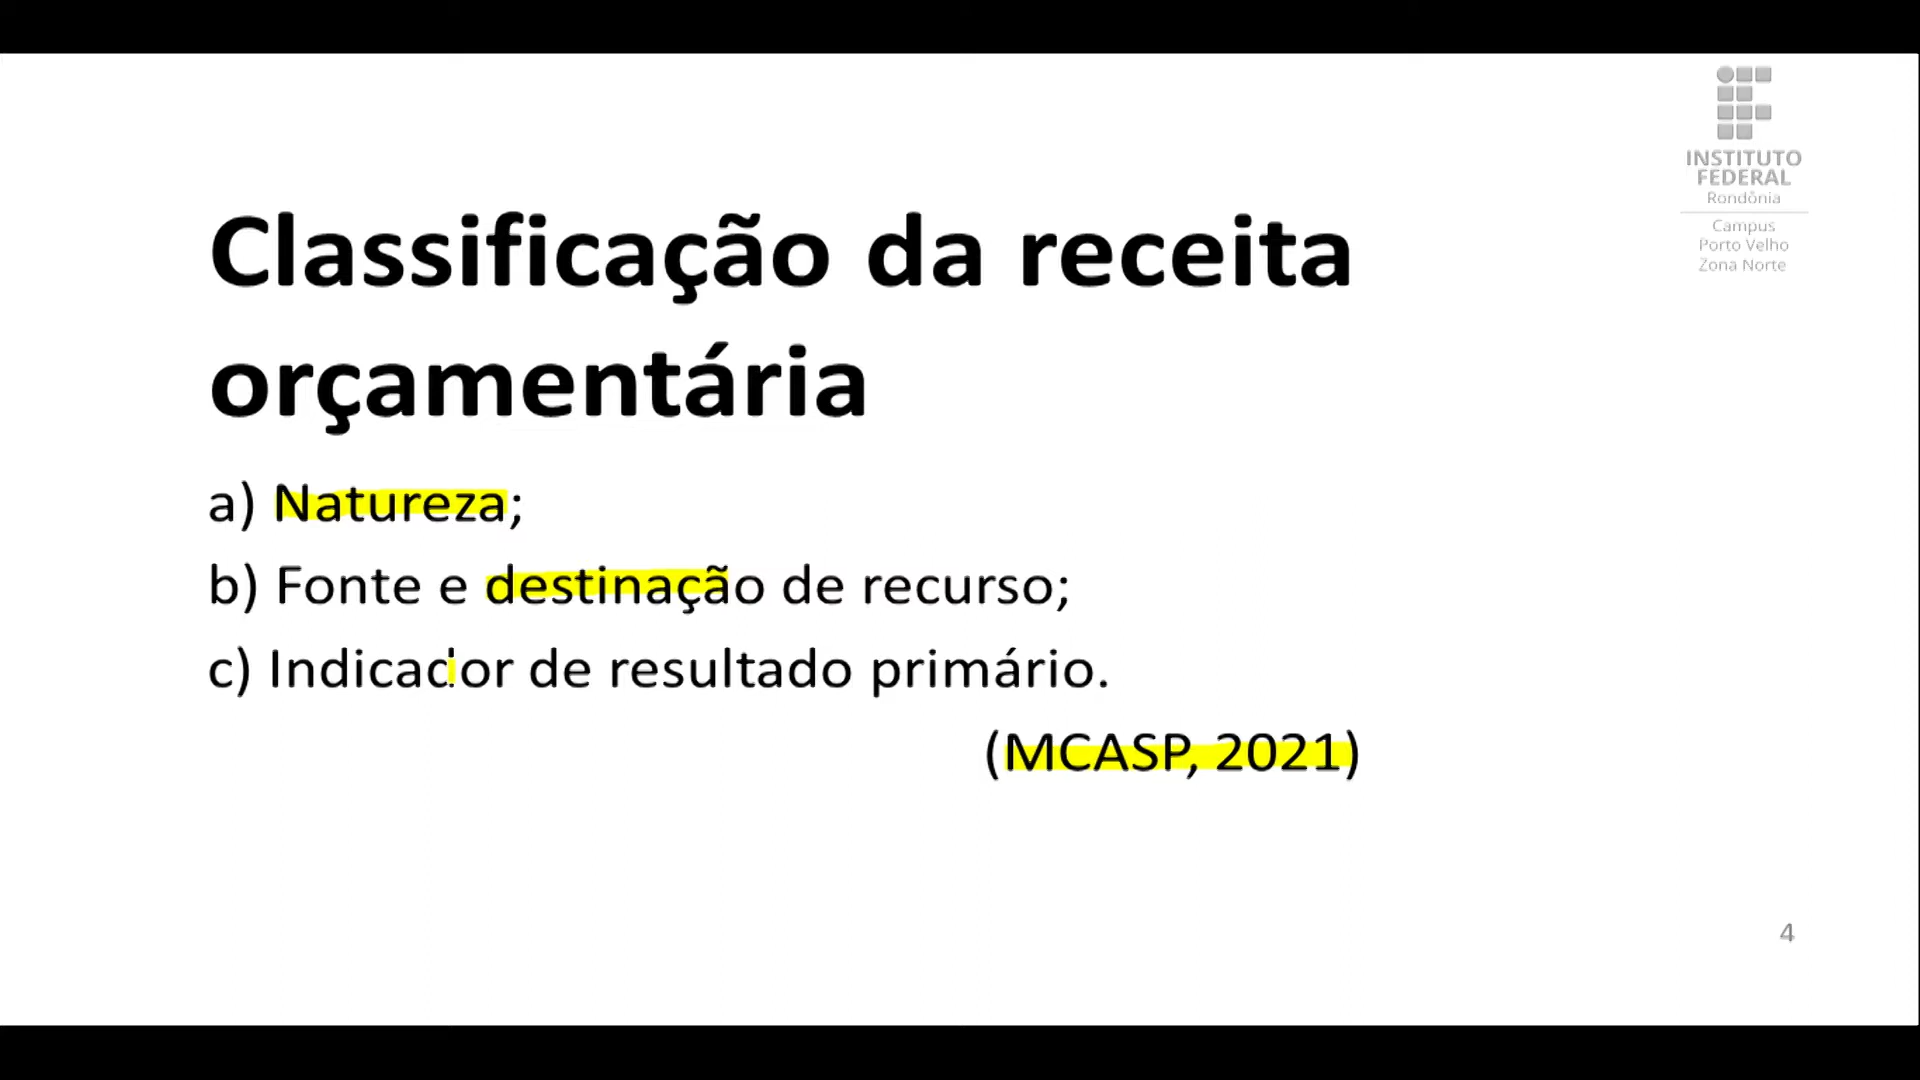 INSTITUTO
FEDERAL
Rondônia
Campus
Porto Velho
Zona Norte
Classificação da receita
orçamentária
a) Natureza;
b) Fonte e destinação de recurso;
c) Indicador de resultado primário.
(MCASP, 2021)
4